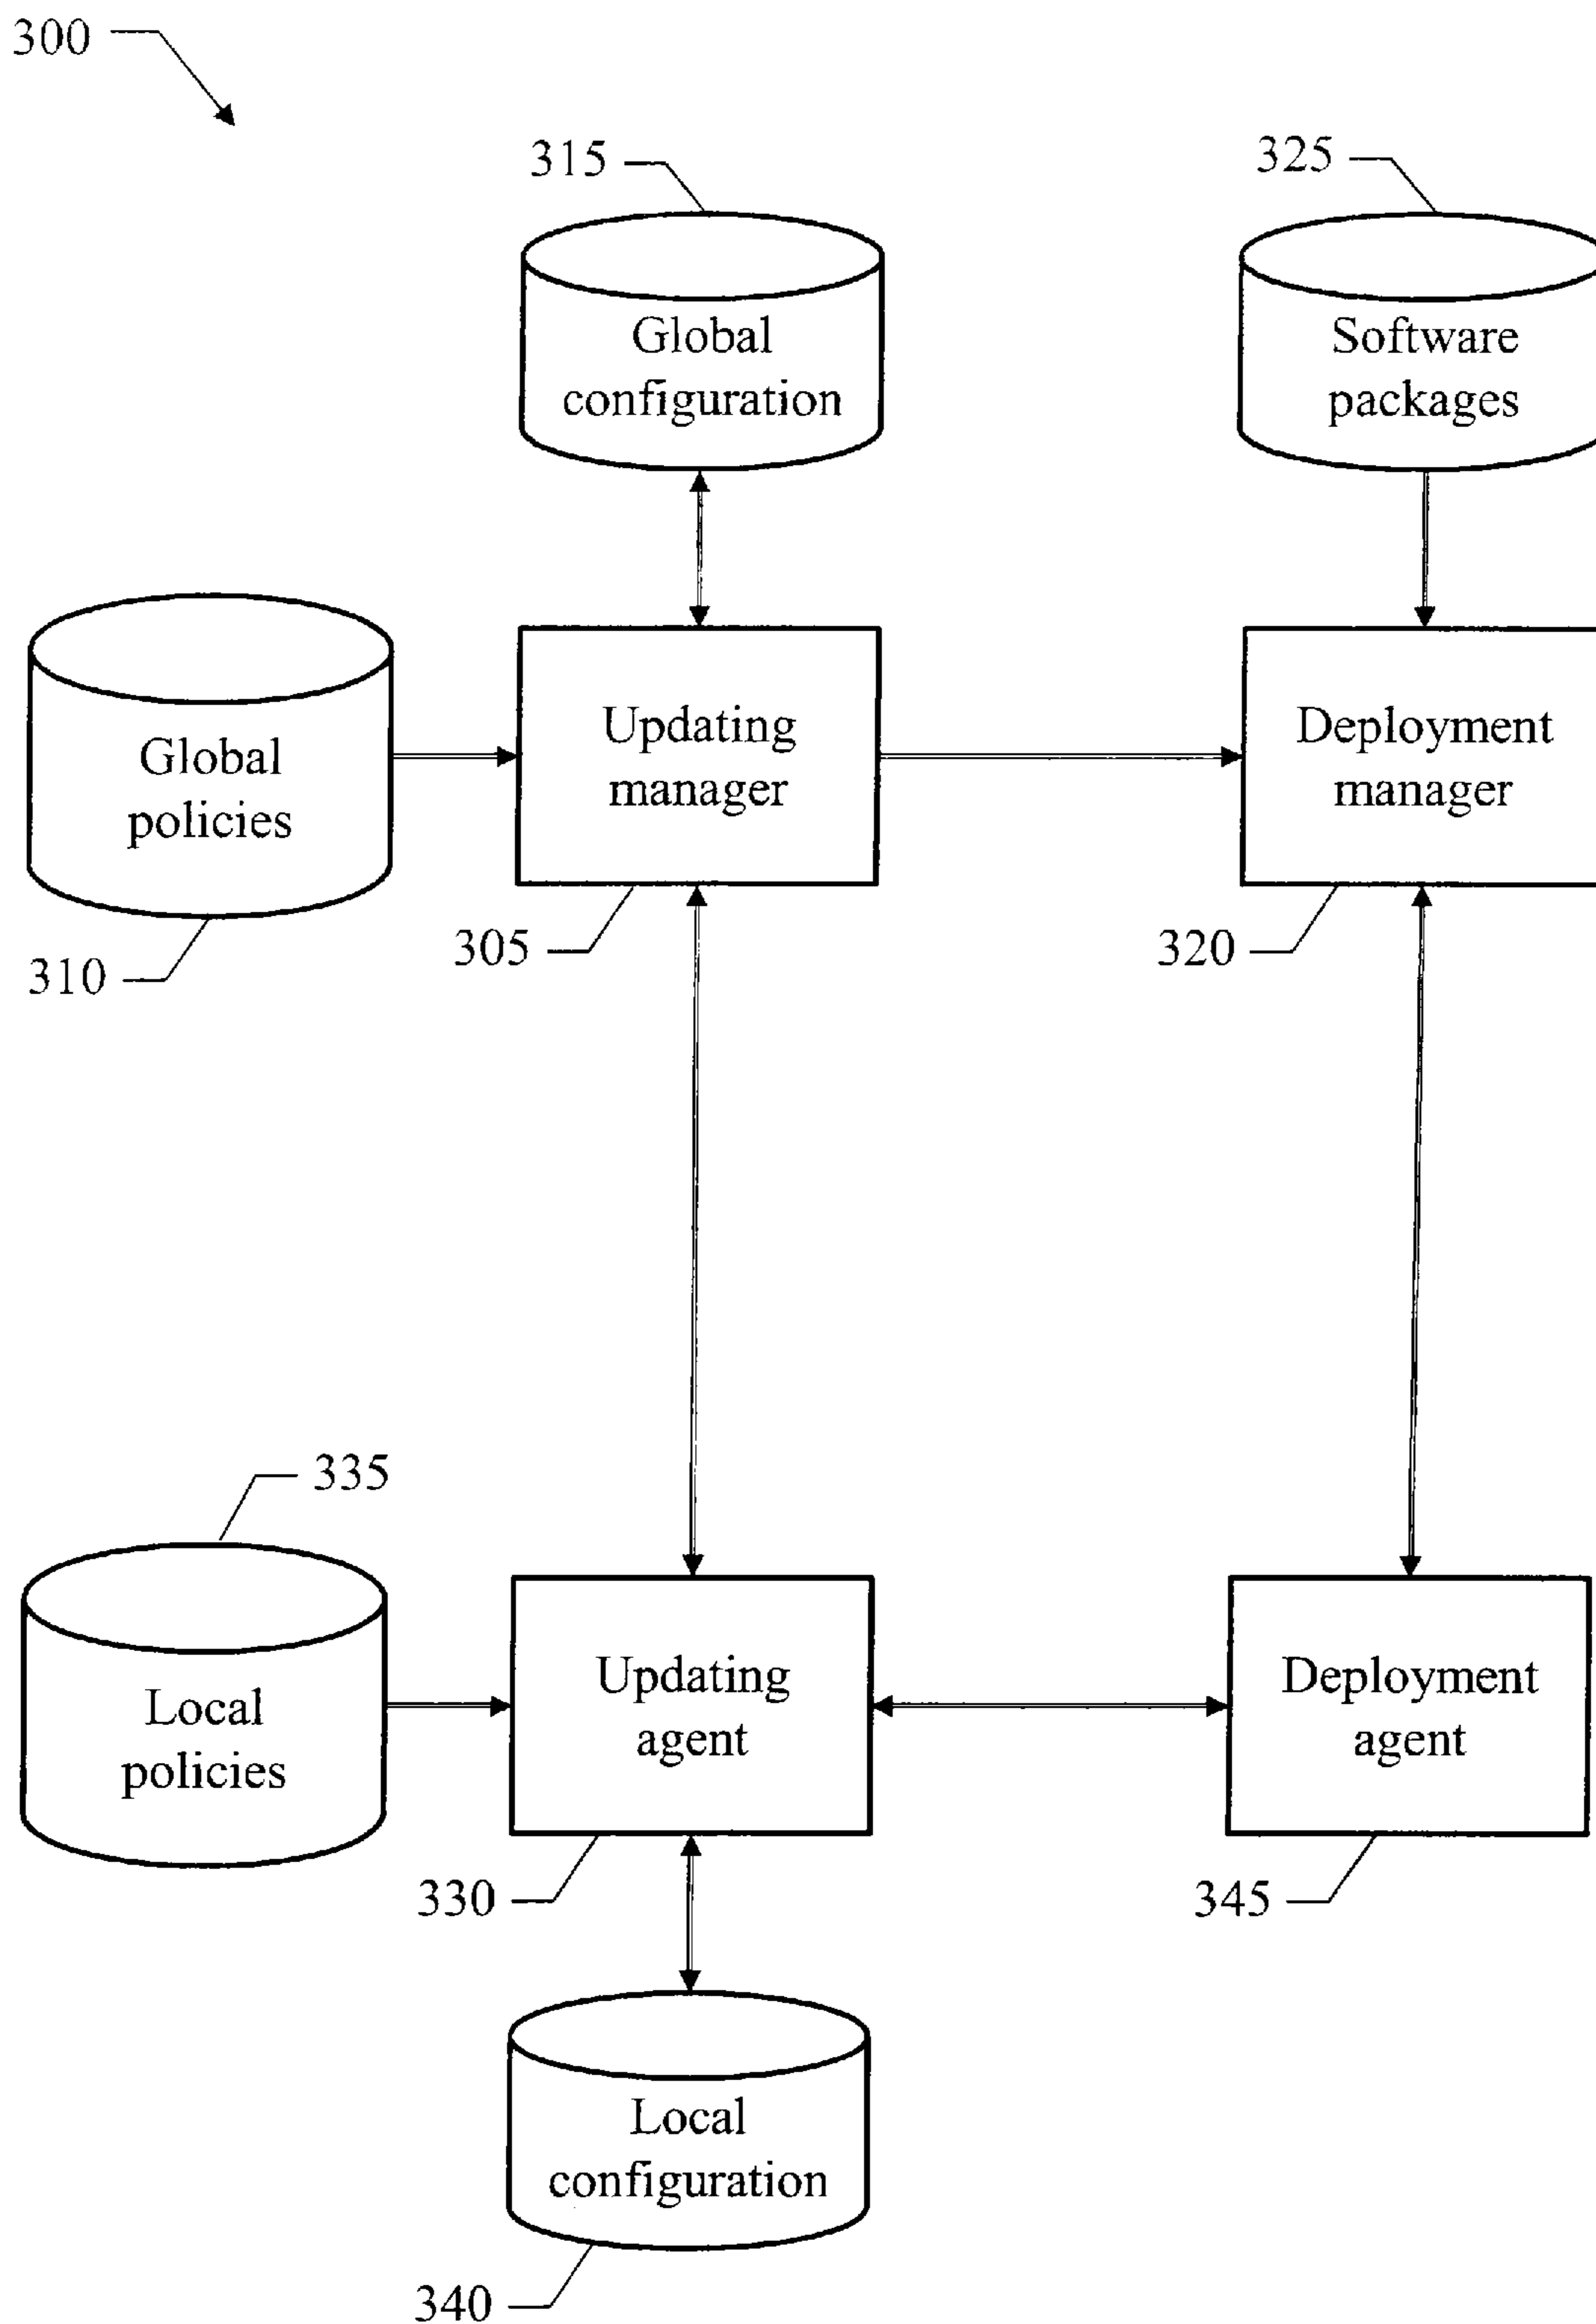 300
315
325
Global
configuration
Software
packages
Global
policies
Updating
manager
Deployment
manager
310
305
320
335
Local
policies
Updating
agent
Deployment
agent
330
345
Local
configuration
340